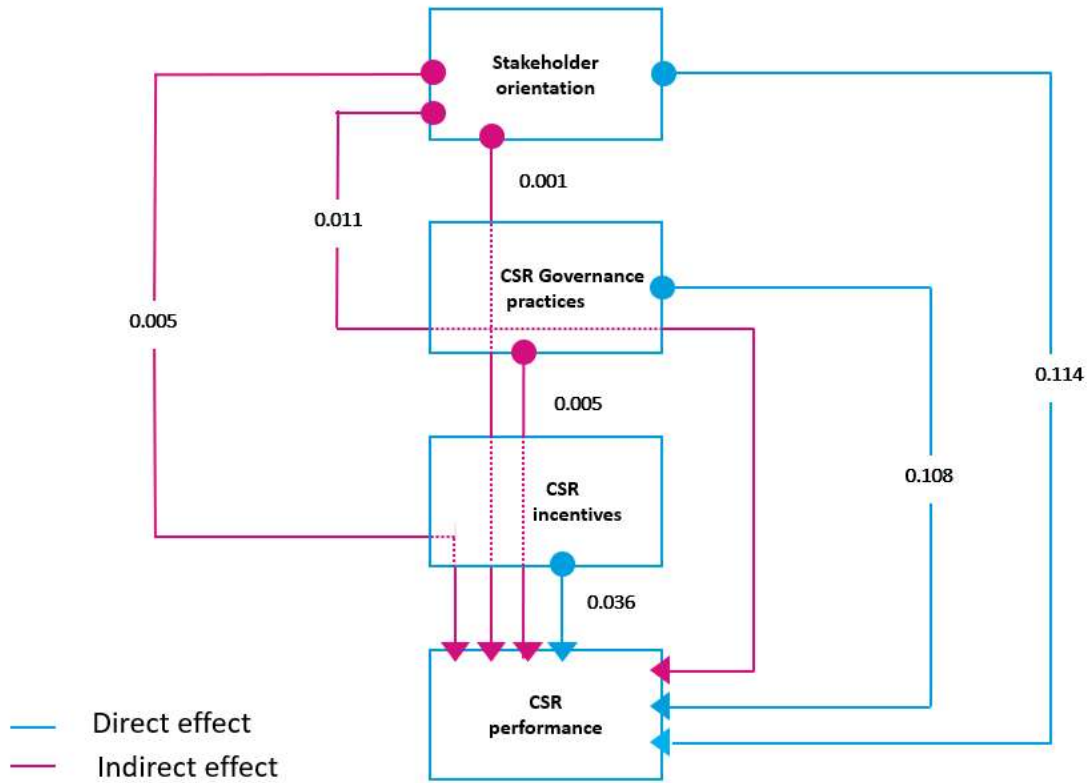 Stakeholder
orientation
0.001
0.011
CSR Governance
practices
0.005
0.114
0.005
0.108
CSR
incentives
0.036
CSR
performance
Direct effect
Indirect effect